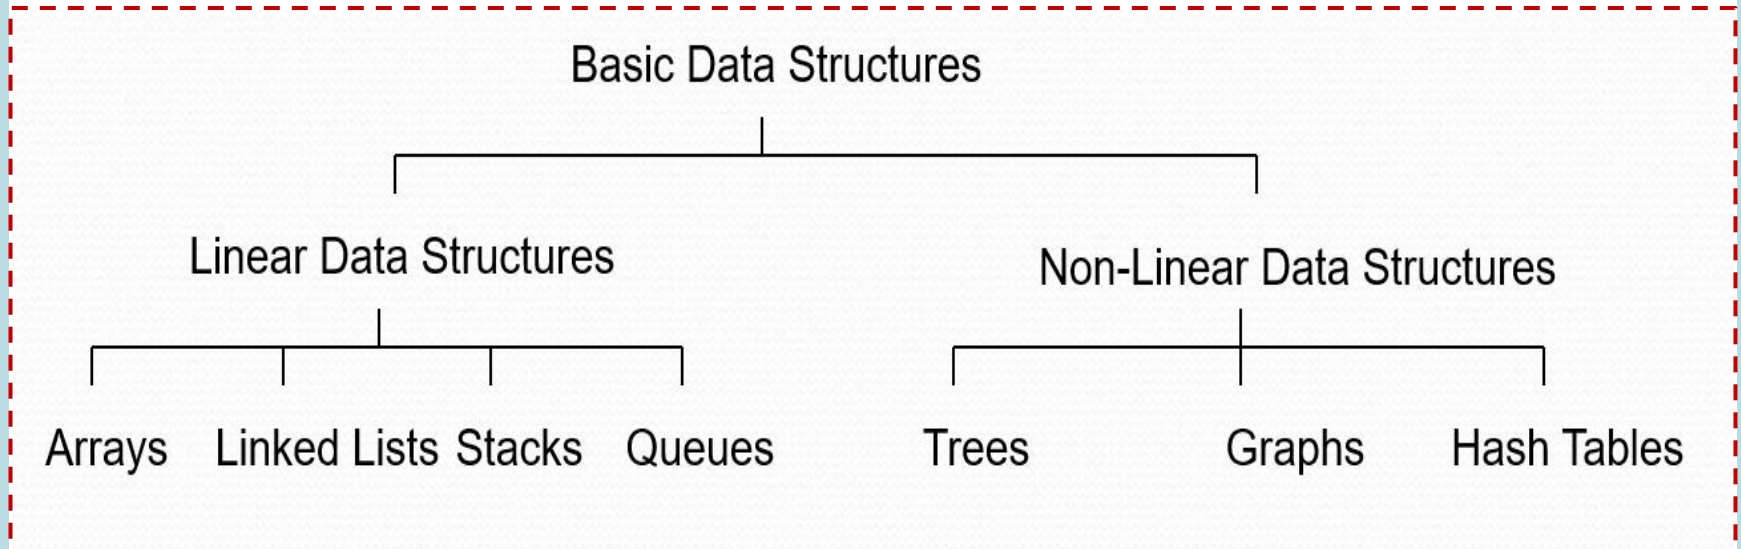 Basic Data Structures
Linear Data Structures
Non-Linear Data Structures
Arrays Linked Lists Stacks Queues Trees Graphs Hash Tables